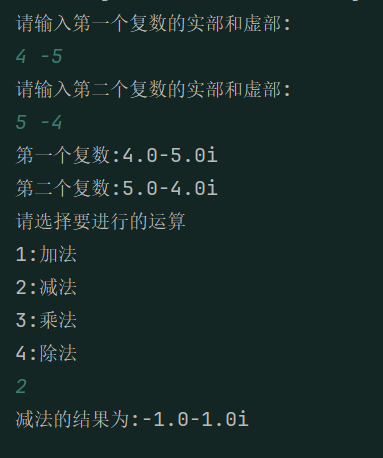 请输入第一个复数的实部和虚部:
4 -5
请输入第二个复数的实部和虚部:
5 -4
第一个复数:4.0-5.0i
第二个复数:5.0-4.0i
请选择要进行的运算
1:加法
2:减法
3:乘法
4:除法
2
减法的结果为:-1.0-1.0i